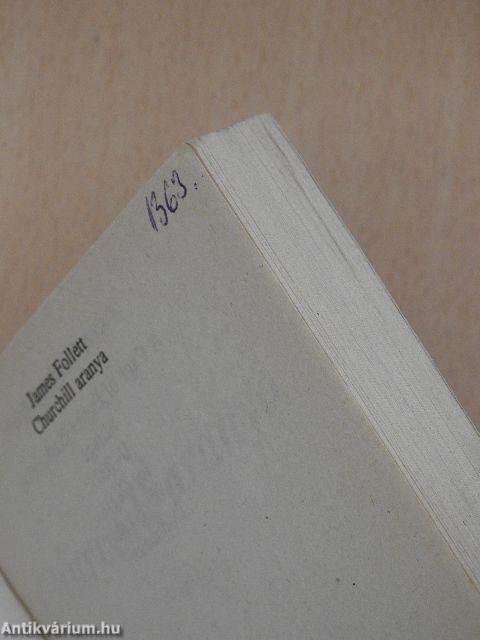 1363.
James Follett
Churchill aranya
Antikvárium.hu